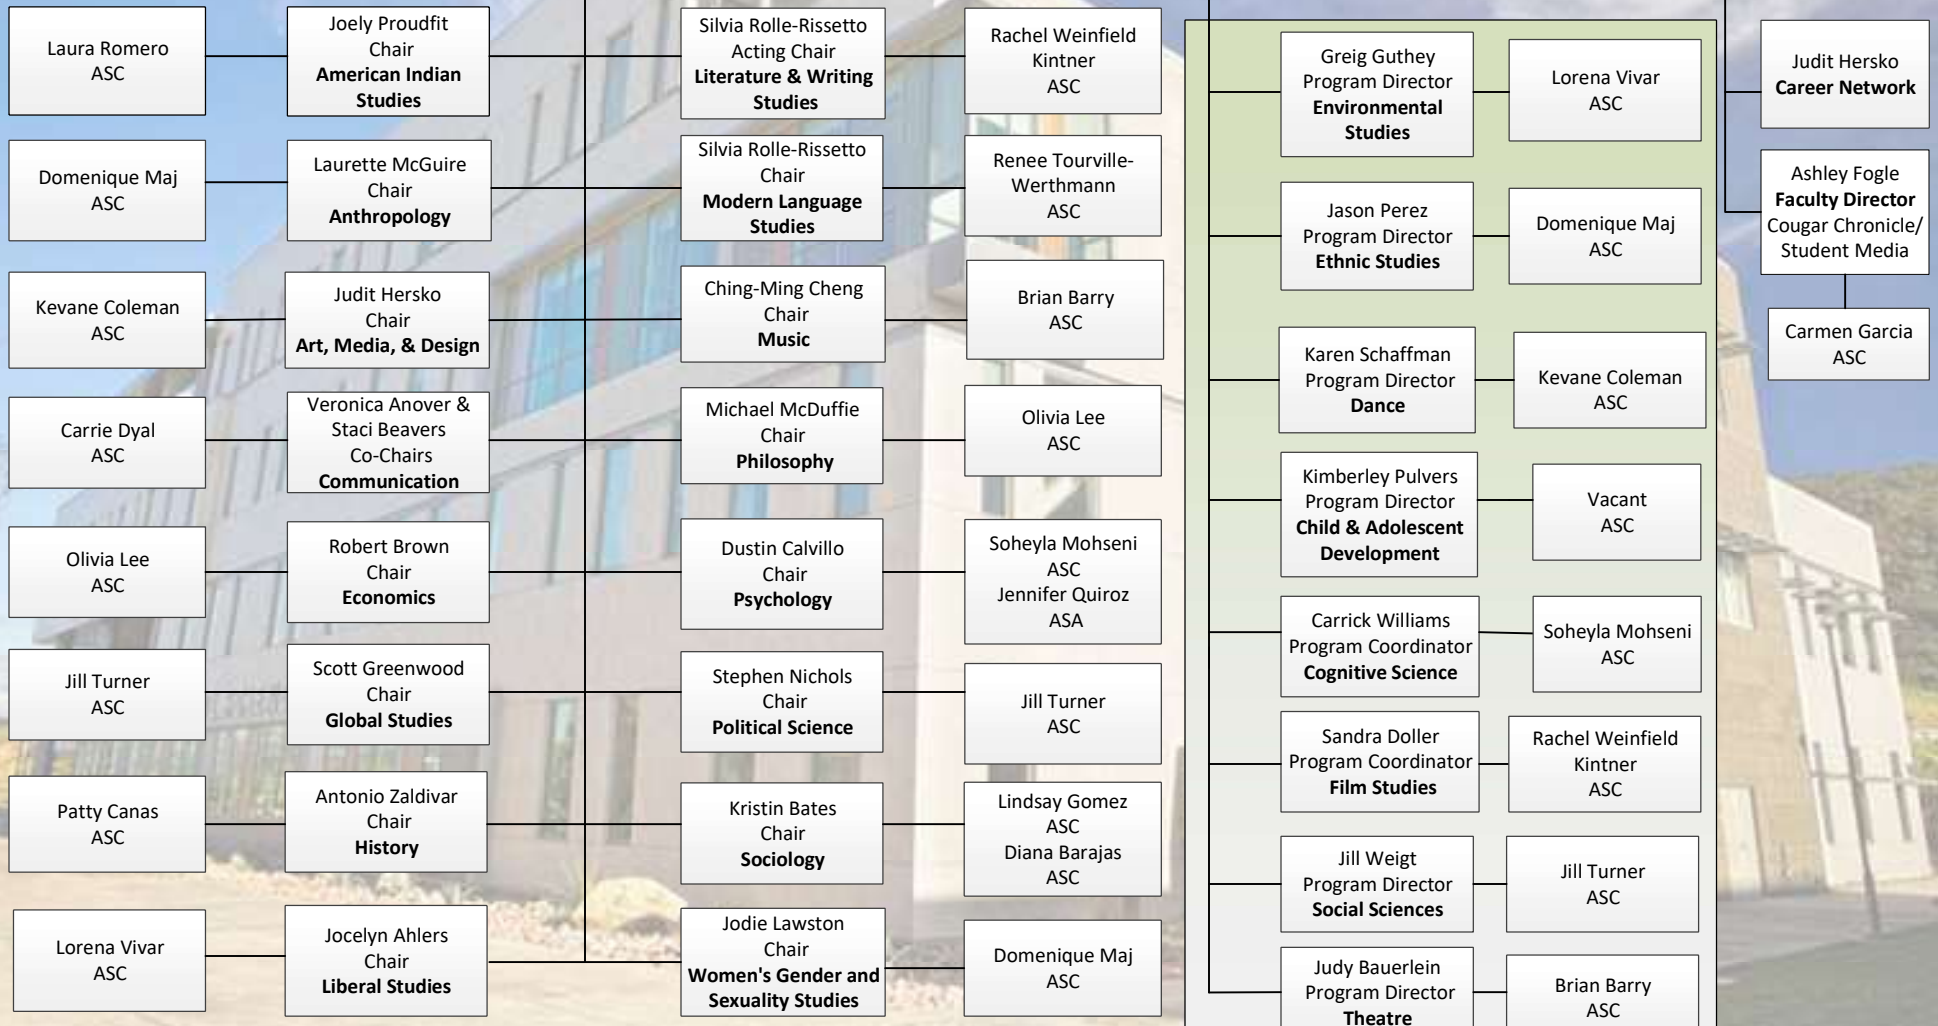 Laura Romero
ASC
Joely Proudfit
Chair
American Indian
Studies
Silvia Rolle-Rissetto
Acting Chair
Literature & Writing
Studies
Rachel Weinfield
Kintner
ASC
Domenique Maj
ASC
Laurette McGuire
Chair
Anthropology
Silvia Rolle-Rissetto
Chair
Modern Language
Studies
Renee Tourville-
Werthmann
ASC
Kevane Coleman
ASC
Judit Hersko
Chair
Art, Media, & Design
Ching-Ming Cheng
Chair
Music
Brian Barry
ASC
Carrie Dyal
ASC
Veronica Anover &
Staci Beavers
Co-Chairs
Communication
Michael McDuffie
Chair
Philosophy
Olivia Lee
ASC
Olivia Lee
ASC
Robert Brown
Chair
Economics
Dustin Calvillo
Chair
Psychology
Soheyla Mohseni
ASC
Jennifer Quiroz
ASA
Jill Turner
ASC
Scott Greenwood
Chair
Global Studies
Stephen Nichols
Chair
Political Science
Jill Turner
ASC
Patty Canas
ASC
Antonio Zaldivar
Chair
History
Kristin Bates
Chair
Sociology
Lindsay Gomez
ASC
Diana Barajas
ASC
Lorena Vivar
ASC
Jocelyn Ahlers
Chair
Liberal Studies
Jodie Lawston
Chair
Women's Gender and
Sexuality Studies
Domenique Maj
ASC
Greig Guthey
Program Director
Environmental
Studies
Lorena Vivar
ASC
Jason Perez
Program Director
Ethnic Studies
Domenique Maj
ASC
Karen Schaffman
Program Director
Dance
Kevane Coleman
ASC
Kimberley Pulvers
Program Director
Child & Adolescent
Development
Vacant
ASC
Carrick Williams
Program Coordinator
Cognitive Science
Soheyla Mohseni
ASC
Sandra Doller
Program Coordinator
Film Studies
Rachel Weinfield
Kintner
ASC
Jill Weigt
Program Director
Social Sciences
Jill Turner
ASC
Judy Bauerlein
Program Director
Theatre
Brian Barry
ASC
Judit Hersko
Career Network
Ashley Fogle
Faculty Director
Cougar Chronicle/
Student Media
Carmen Garcia
ASC